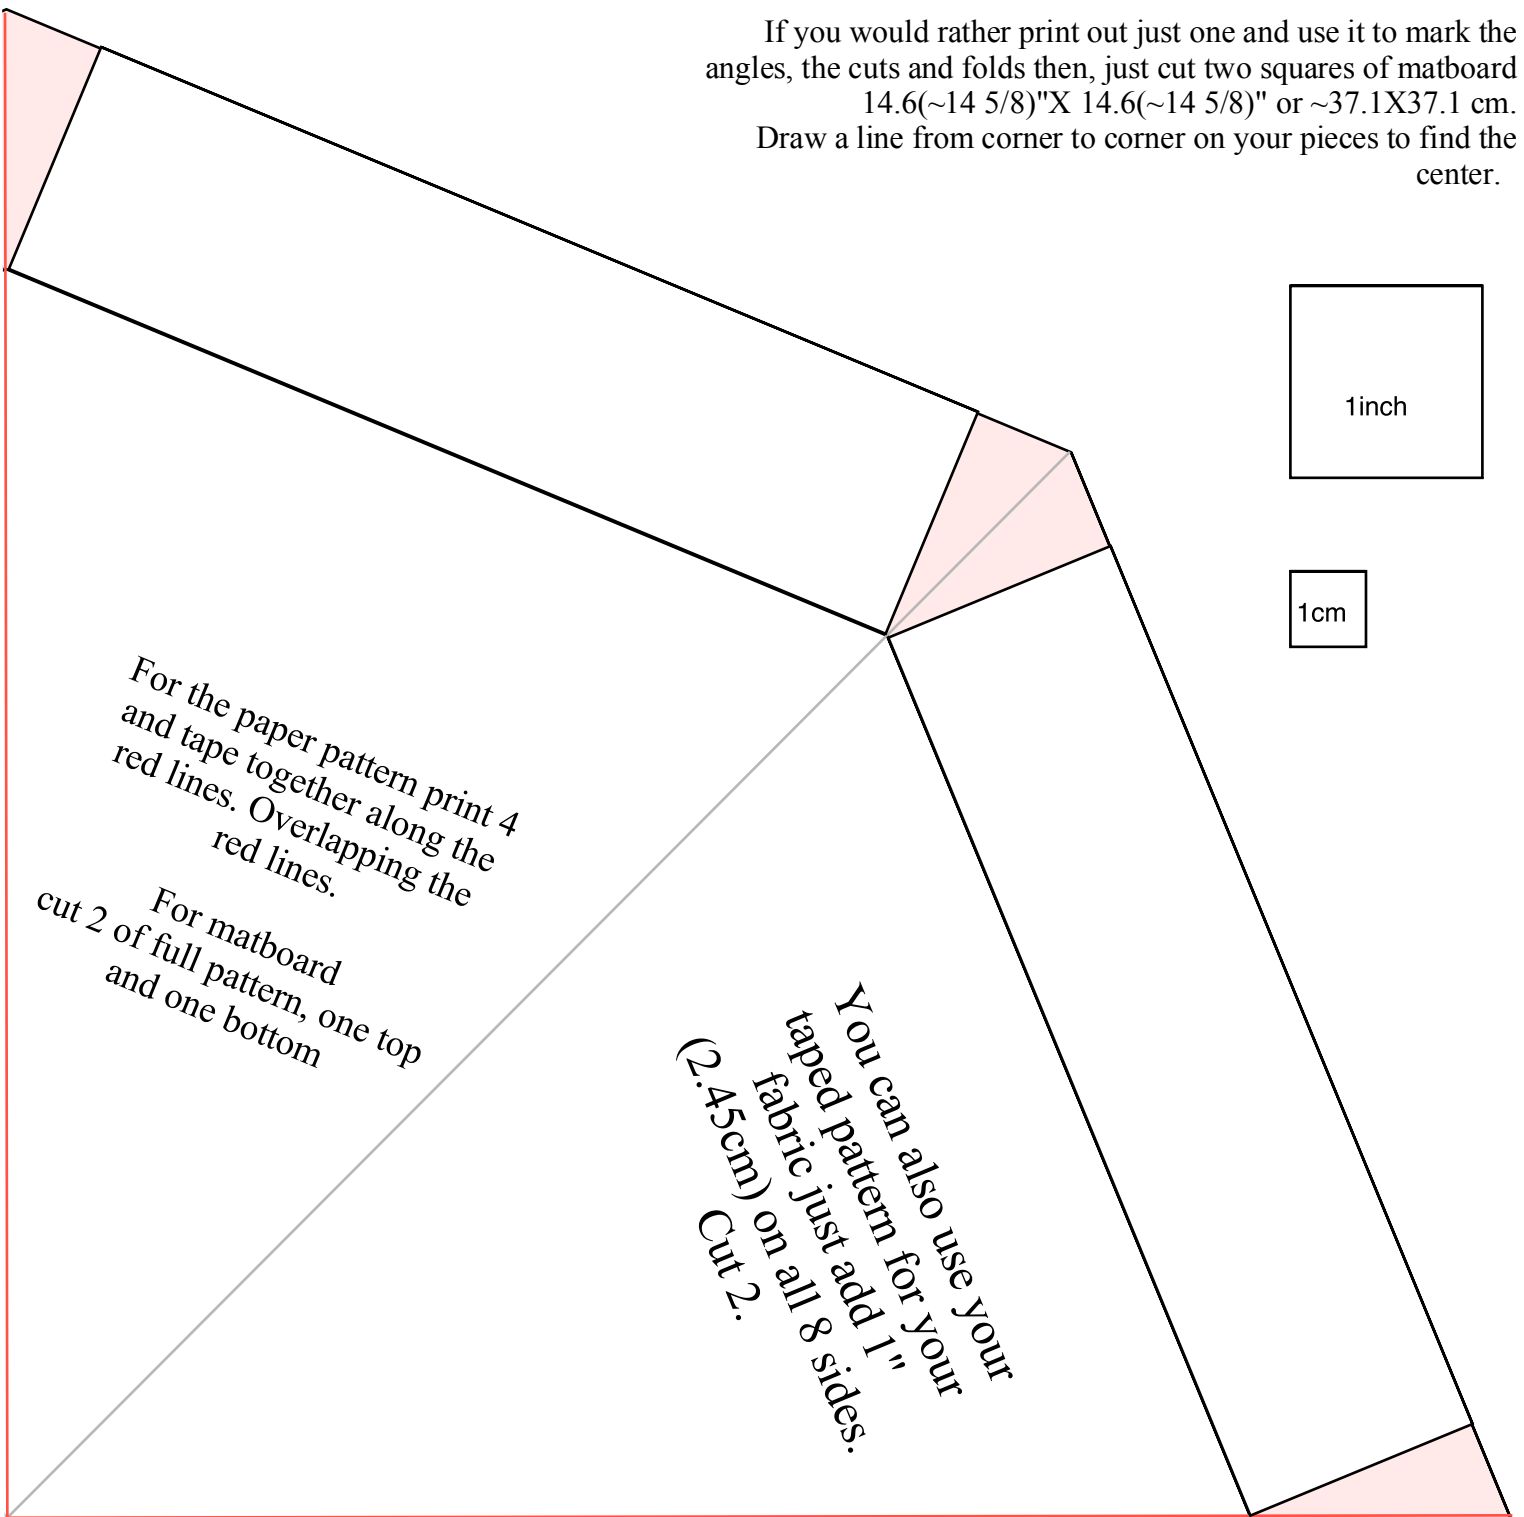 If you would rather print out just one and use it to mark the
angles, the cuts and folds then, just cut two squares of matboard
14.6(~14 5/8)"X 14.6(~14 5/8)" or ~37.1X37.1 cm.
Draw a line from corner to corner on your pieces to find the
center.
1inch
1cm
For the paper pattern print 4
and tape together along the
red lines. Overlapping the
red lines.
For matboard
cut 2 of full pattern, one top
and one bottom
You can also use your
taped pattern for your
fabric just add 1"
(2.45cm) on all 8 sides.
Cut 2.